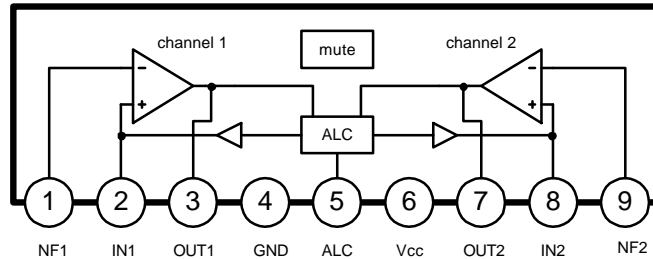 channel 1 mute channel 2
− −
+ ALC +
1 2 3 4 5 6 7 8 9
NF1 IN1 OUT1 GND ALC Vcc OUT2 IN2 NF2